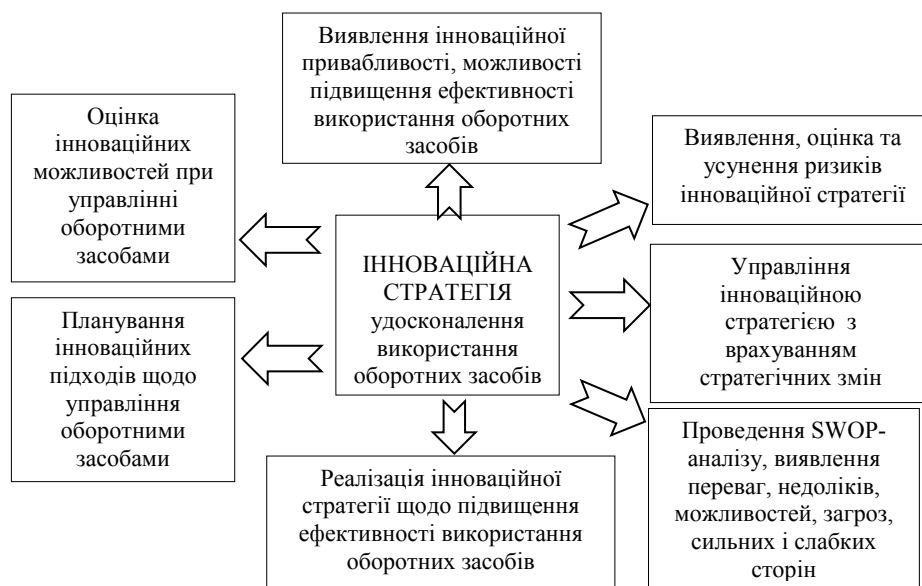 Виявлення інноваційної
привабливості, можливості
підвищення ефективності
використання оборотних
засобів
Оцінка
інноваційних
можливостей при
управлінні
оборотними
засобами
Виявлення, оцінка та
усунення ризиків
інноваційної стратегії
ІННОВАЦІЙНА
СТРАТЕГІЯ
удосконалення
використання
оборотних засобів
Управління
інноваційною
стратегією з
врахуванням
стратегічних змін
Планування
інноваційних
підходів щодо
управління
оборотними
засобами
Проведення SWOP-
аналізу, виявлення
переваг, недоліків,
можливостей, загроз,
сильних і слабких
сторін
Реалізація інноваційної
стратегії щодо підвищення
ефективності використання
оборотних засобів